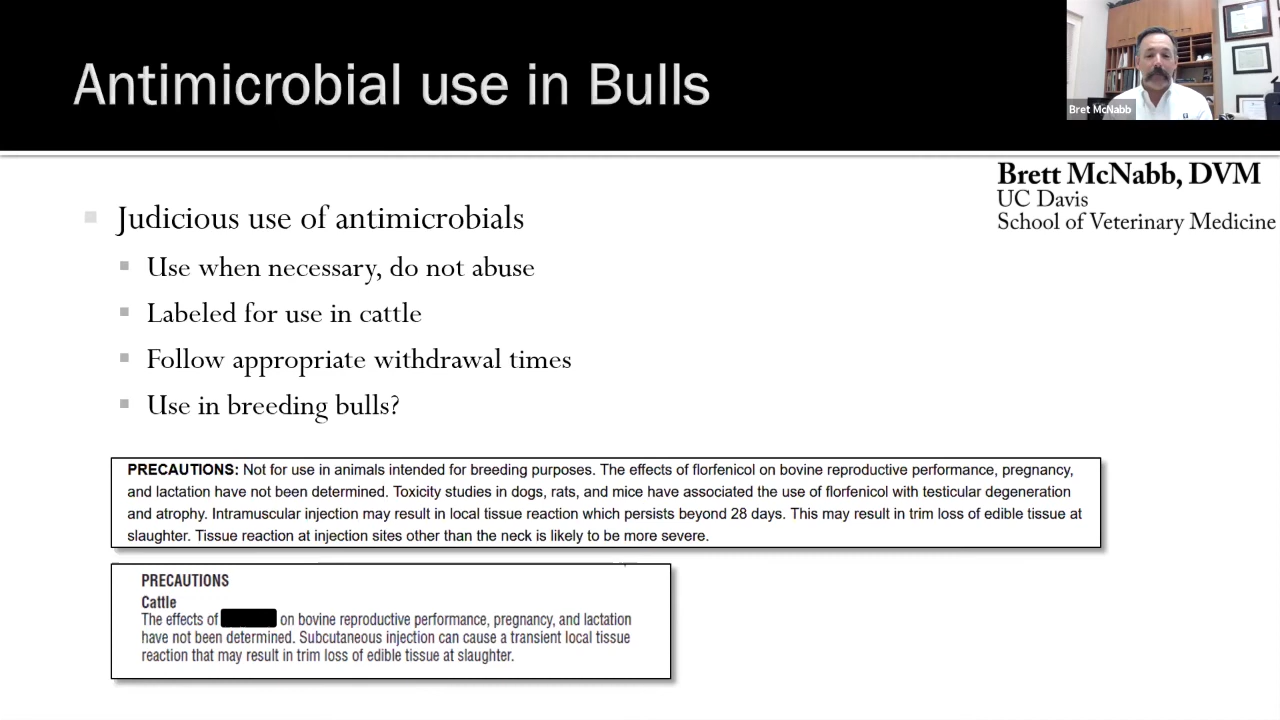 Antimicrobial use in Bulls
Bret McNabb
Brett McNabb, DVM
UC Davis
School of Veterinary Medicine
Judicious use of antimicrobials
Use when necessary, do not abuse
Labeled for use in cattle
Follow appropriate withdrawal times
Use in breeding bulls?
PRECAUTIONS: Not for use in animals intended for breeding purposes. The effects of florfenicol on bovine reproductive performance, pregnancy,
and lactation have not been determined. Toxicity studies in dogs, rats, and mice have associated the use of florfenicol with testicular degeneration
and atrophy. Intramuscular injection may result in local tissue reaction which persists beyond 28 days. This may result in trim loss of edible tissue at
slaughter. Tissue reaction at injection sites other than the neck is likely to be more severe.
PRECAUTIONS
Cattle
The effects of on bovine reproductive performance, pregnancy, and lactation
have not been determined. Subcutaneous injection can cause a transient local tissue
reaction that may result in trim loss of edible tissue at slaughter.